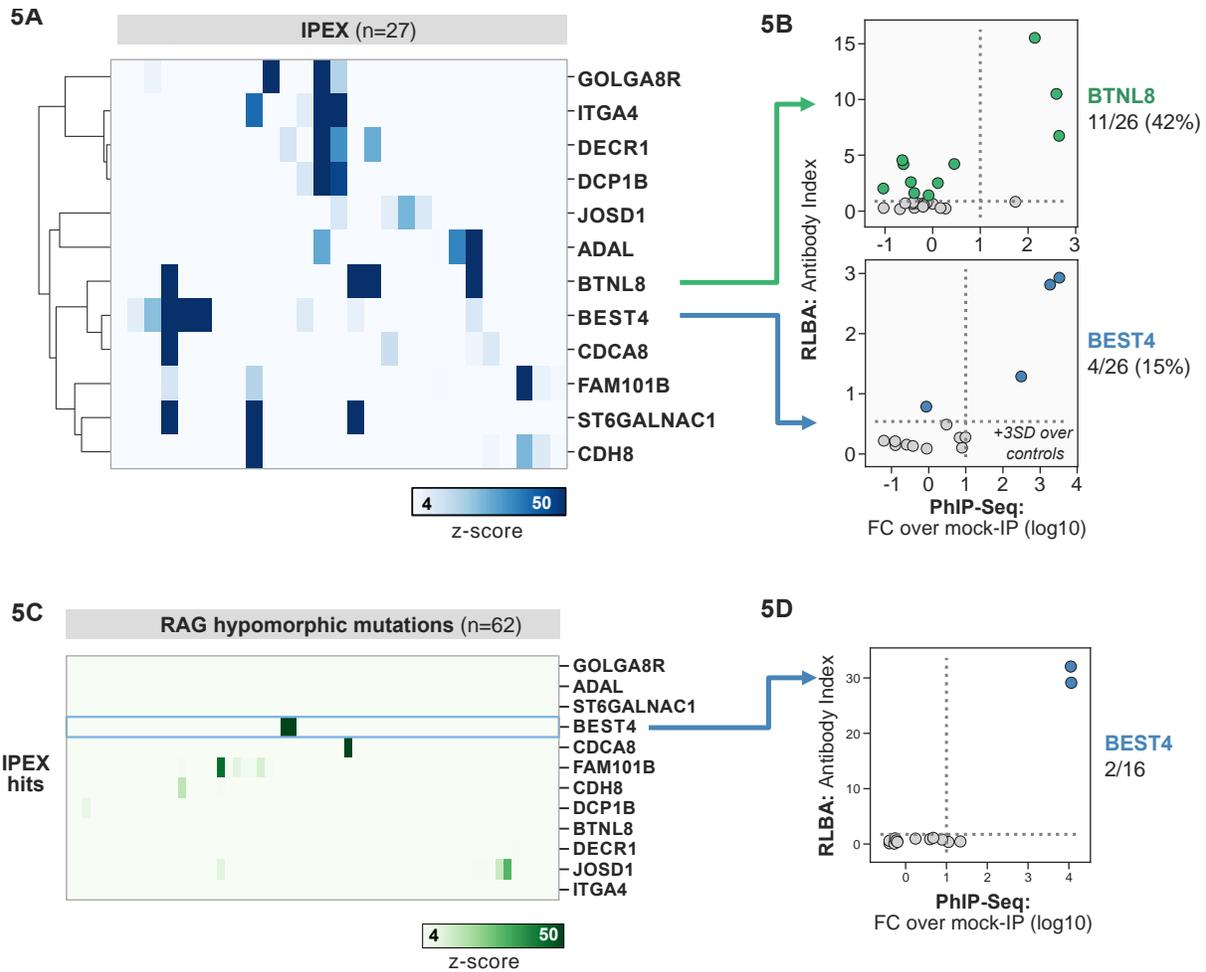 5A
IPEX (n=27)
GOLGA8R
ITGA4
DECR1
DCP1B
JOSD1
ADAL
BTNL8
BEST4
CDCA8
FAM101B
ST6GALNAC1
CDH8
4 50
z-score
5B
RLBA: Antibody Index
15
10
5
0
-1 0 1 2 3
BTNL8
11/26 (42%)
3
2
1
0
-1 0 1 2 3 4
+3SD over
controls
BEST4
4/26 (15%)
PhIP-Seq:
FC over mock-IP (log10)
5C
RAG hypomorphic mutations (n=62)
IPEX
hits
GOLGA8R
ADAL
ST6GALNAC1
BEST4
CDCA8
FAM101B
CDH8
DCP1B
BTNL8
DECR1
JOSD1
ITGA4
4 50
z-score
5D
RLBA: Antibody Index
30
20
10
0
0 1 2 3 4
BEST4
2/16
PhIP-Seq:
FC over mock-IP (log10)